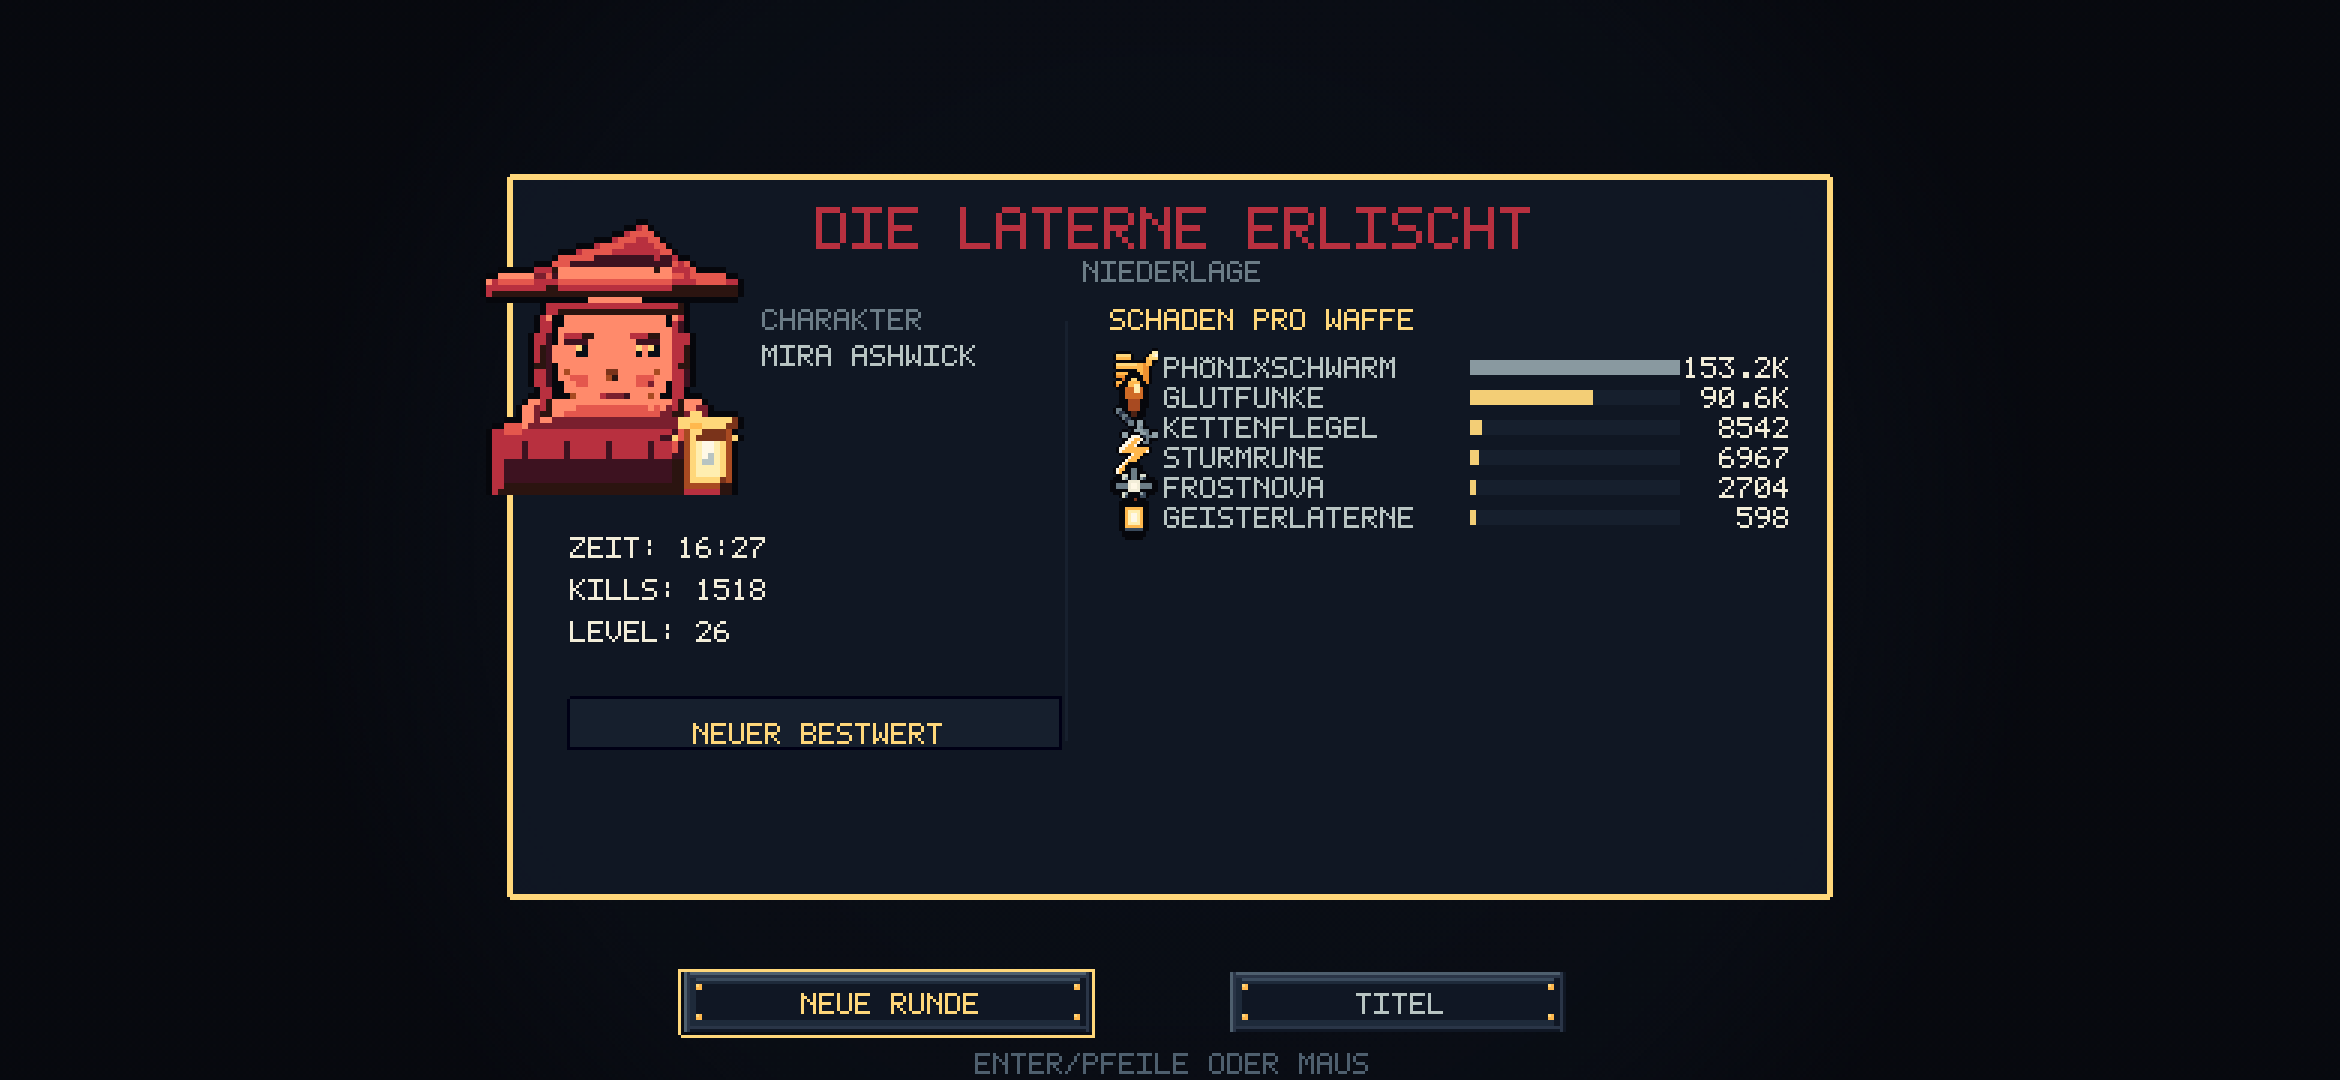 DIE LATERNE ERLISCHT
NIEDERLAGE
CHARAKTER
MIRA ASHWICK
ZEIT: 16:27
KILLS: 1518
LEVEL: 26
NEUER BESTWERT
SCHADEN PRO WAFFE
PHÖNIXSCHWARM 153.2K
GLUTFUNKE 90.6K
KETTENFLEGEL 8542
STURMRUNE 6967
FROSTNOVA 2704
GEISTERLATERNE 598
NEUE RUNDE
TITEL
ENTER/PFEILE ODER MAUS